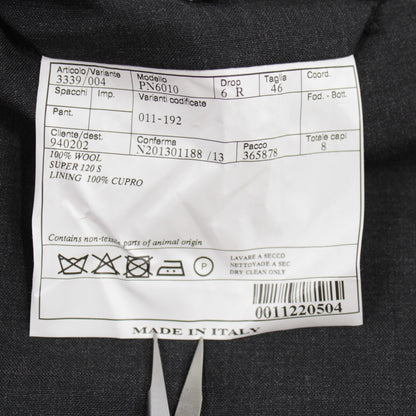 Articolo/Variante Modello Drop Taglia Coord.
3339/004 PN6010 6 R 46
Spacchi Imp. Varianti codificate Fod. - Bott.
Pant. 011-192
Cliente/dest. Conferma Pacco Totale capi
940202 N201301188 /13 365878 8
100% WOOL
SUPER 120 S
LINING 100% CUPRO
Contains non-textile parts of animal origin
LAVARE A SECCO
NETTOYAGE A SEC
DRY CLEAN ONLY
P
0011220504
MADE IN ITALY